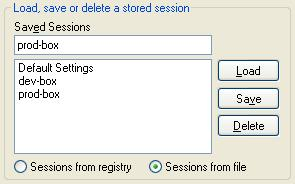 Load, save or delete a stored session
Saved Sessions
prod-box
Default Settings
Load
dev-box
prod-box
Save
Delete
Sessions from registry
Sessions from file